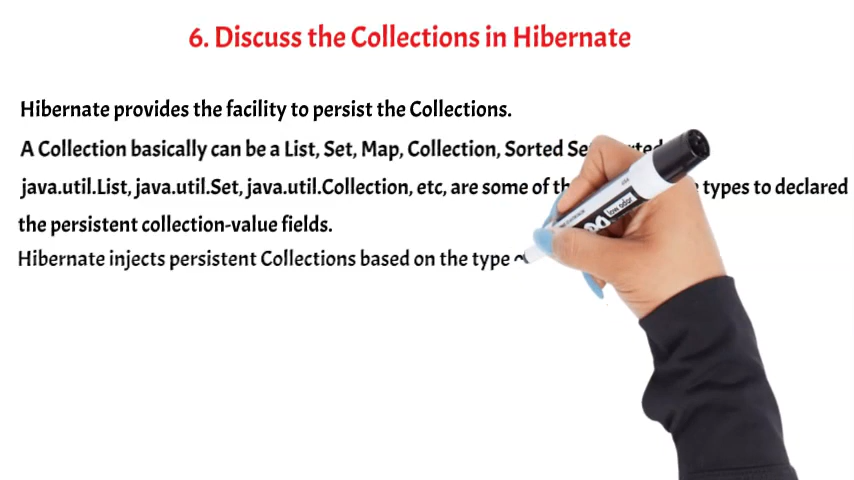 6. Discuss the Collections in Hibernate
Hibernate provides the facility to persist the Collections.
A Collection basically can be a List, Set, Map, Collection, Sorted
java.util.List, java.util.Set, java.util.Collection, etc, are some of types to declared
the persistent collection-value fields.
Hibernate injects persistent Collections based on the type
low odor